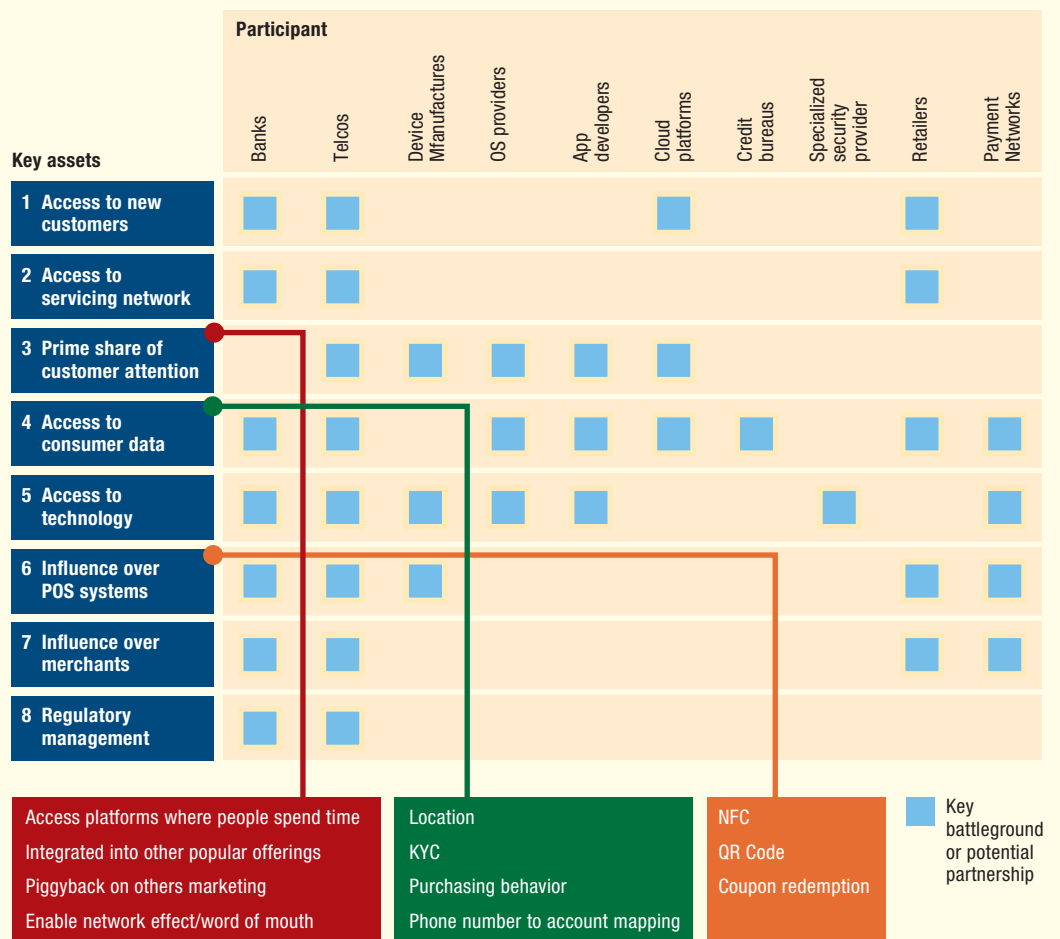 Participant
Key assets
Banks
Telcos
Device
Mfanufactures
OS providers
App
developers
Cloud
platforms
Credit
bureaus
Specialized
security
provider
Retailers
Payment
Networks
1 Access to new
customers
2 Access to
servicing network
3 Prime share of
customer attention
4 Access to
consumer data
5 Access to
technology
6 Influence over
POS systems
7 Influence over
merchants
8 Regulatory
management
Access platforms where people spend time
Integrated into other popular offerings
Piggyback on others marketing
Enable network effect/word of mouth
Location
KYC
Purchasing behavior
Phone number to account mapping
NFC
QR Code
Coupon redemption
Key
battleground
or potential
partnership